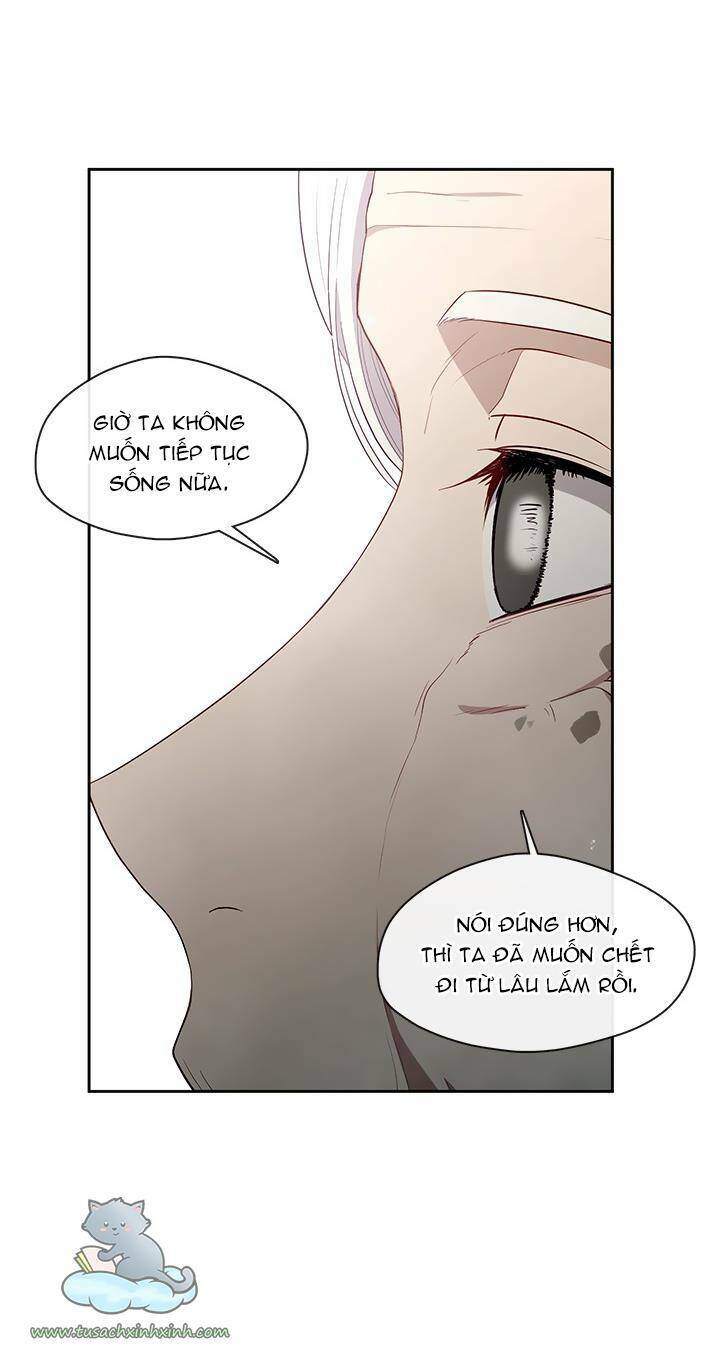 GIỜ TA KHÔNG
MUỐN TIẾP TỤC
SỐNG NỮA.
NÓI ĐÚNG HƠN,
THÌ TA ĐÃ MUỐN CHẾT
ĐI TỪ LÂU LẮM RỒI.
www.tusachxinhxinh.com